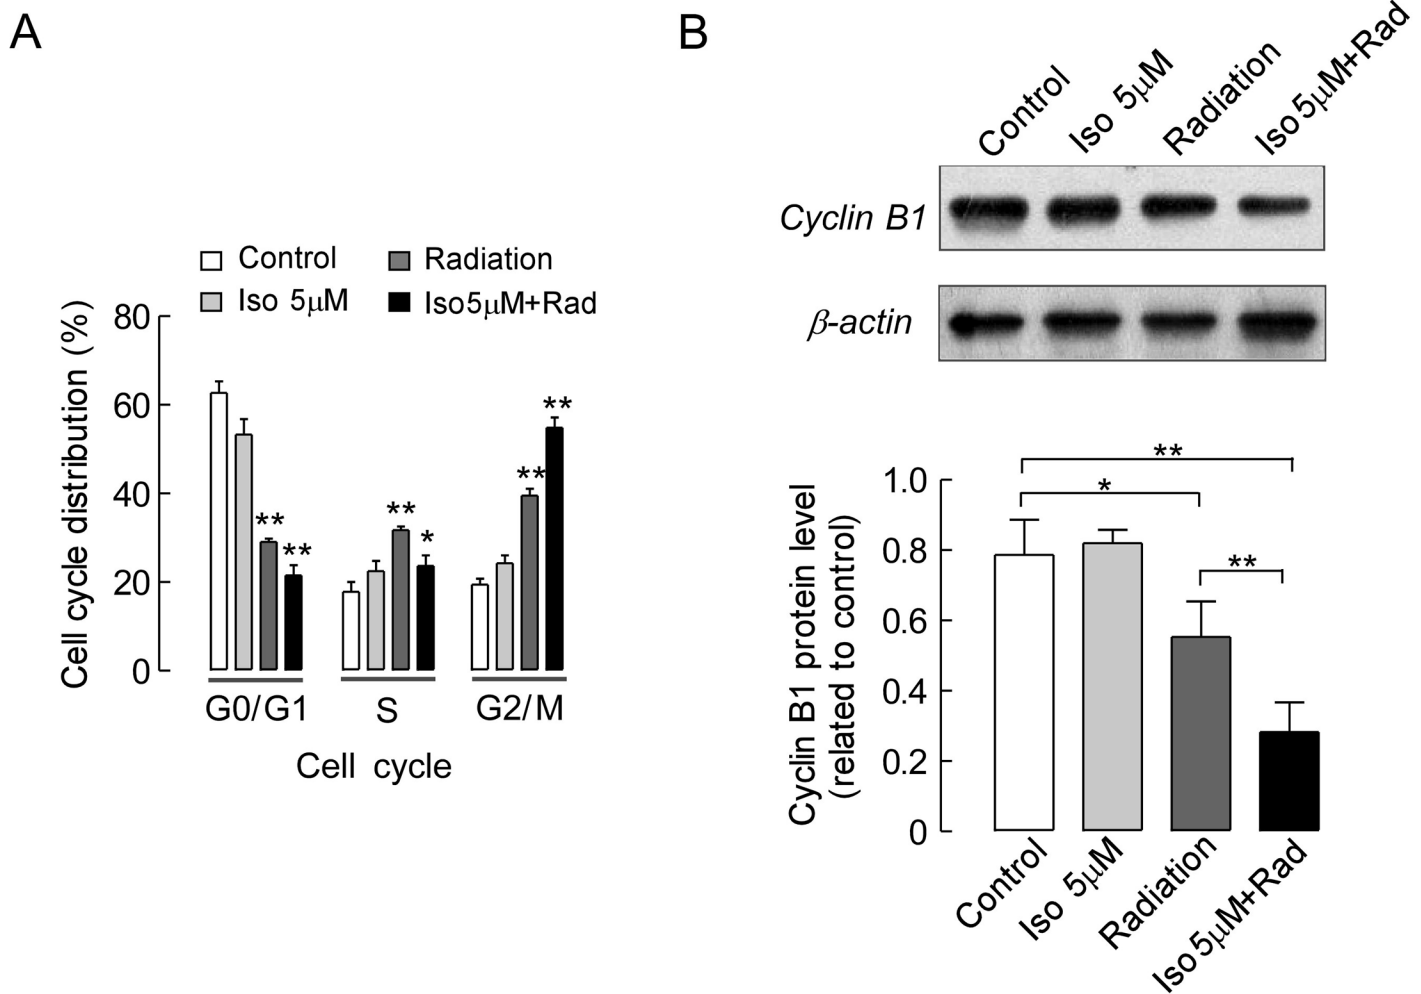 A
Control
Radiation
Iso 5μM
Iso5μM+Rad
Cell cycle distribution (%)
80
60
40
20
0
**
**
**
*
**
**
G0/G1
S
G2/M
Cell cycle
B
Control
Iso 5μM
Radiation
Iso5μM+Rad
Cyclin B1
β-actin
Cyclin B1 protein level
(related to control)
1.0
0.8
0.6
0.4
0.2
0
**
*
**
Control
Iso 5μM
Radiation
Iso5μM+Rad